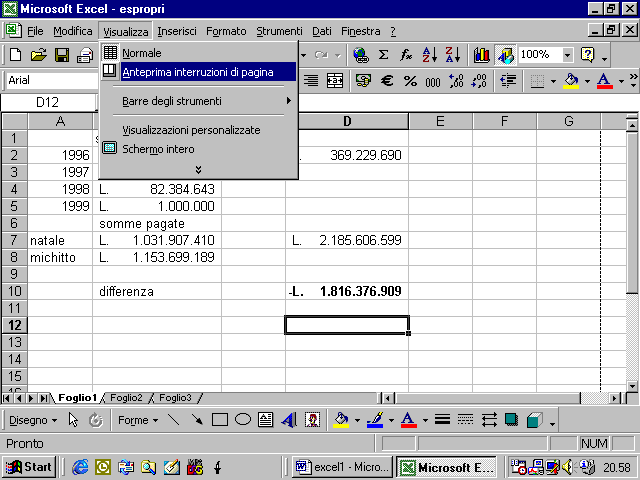 Microsoft Excel - espropri
File Modifica Visualizza Inserisci Formato Strumenti Dati Finestra ?
Normale
Anteprima interruzioni di pagina
Barre degli strumenti
Visualizzazioni personalizzate
Schermo intero
100%
Arial
€ % 000
D12
A D E F G
1 s
2 1996 369.229.690
3 1997
4 1998 L. 82.384.643
5 1999 L. 1.000.000
6 somme pagate
7 natale L. 1.031.907.410 L. 2.185.606.599
8 michitto L. 1.153.699.189
9
10 differenza -L. 1.816.376.909
11
12
13
14
15
Foglio1 Foglio2 Foglio3
Disegno Forme
Pronto NUM
Start excel1 - Micro... Microsoft E... 20.58